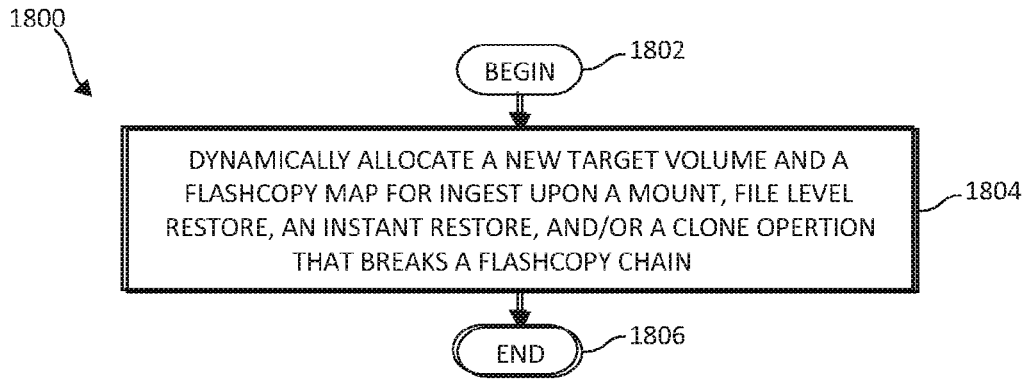 1800
BEGIN
1802
DYNAMICALLY ALLOCATE A NEW TARGET VOLUME AND A
FLASHCOPY MAP FOR INGEST UPON A MOUNT, FILE LEVEL
RESTORE, AN INSTANT RESTORE, AND/OR A CLONE OPERTION
THAT BREAKS A FLASHCOPY CHAIN
1804
END
1806